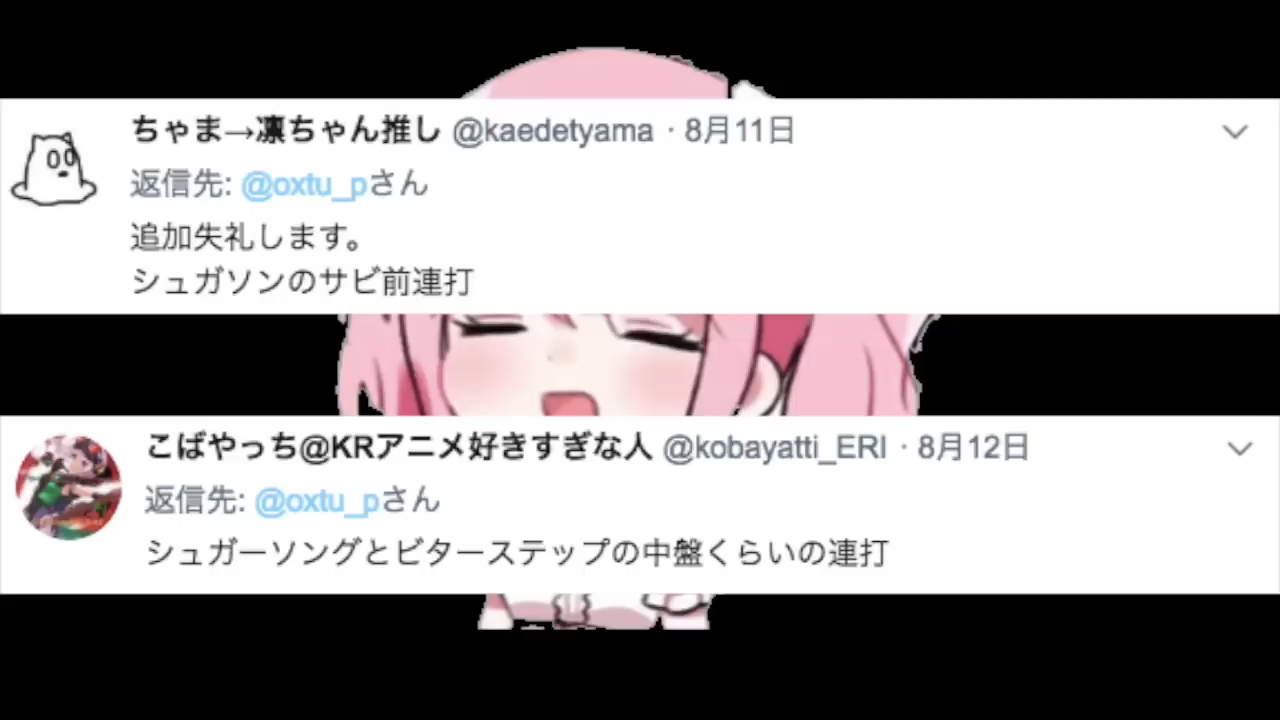 ちゃま→凛ちゃん推し @kaedetyama · 8月11日
返信先: @oxtu_pさん
追加失礼します。
シュガソンのサビ前連打
こばやっち@KRアニメ好きすぎな人 @kobayatti_ERI · 8月12日
返信先: @oxtu_pさん
シュガーソングとビターステップの中盤くらいの連打